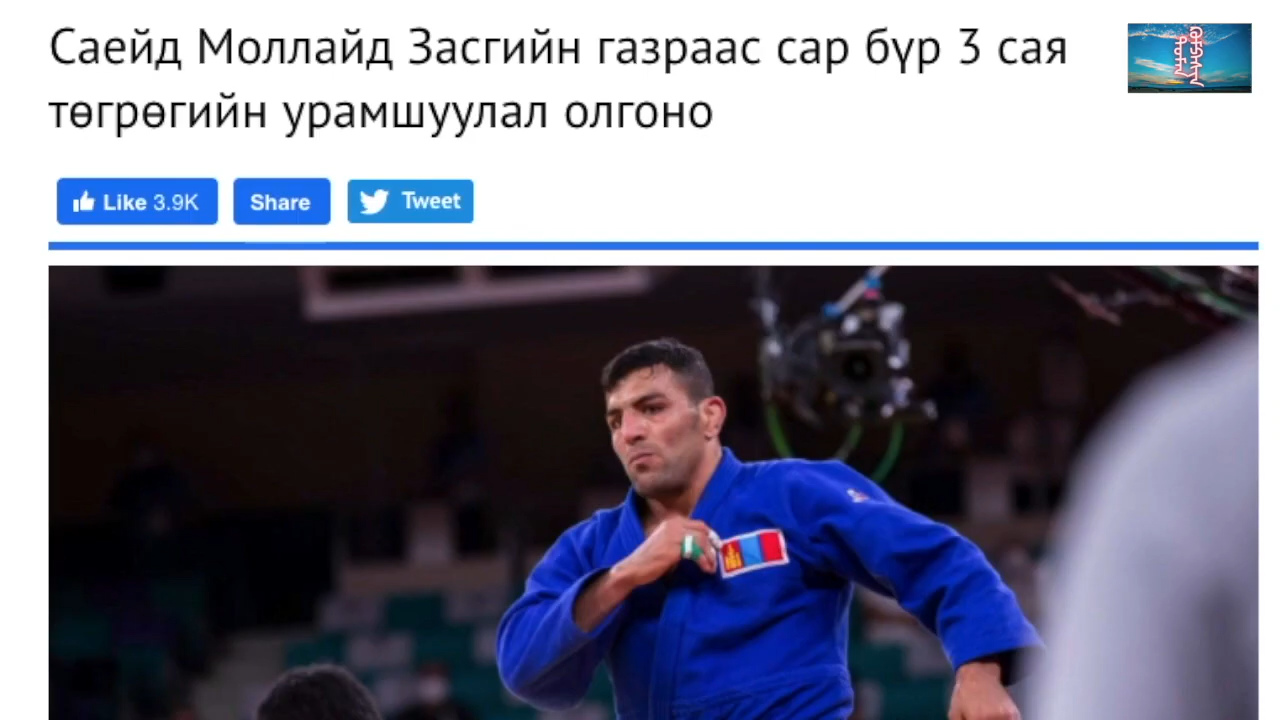 Саейд Моллайд Засгийн газраас сар бүр 3 сая
төгрөгийн урамшуулал олгоно
Like 3.9K
Share
Tweet